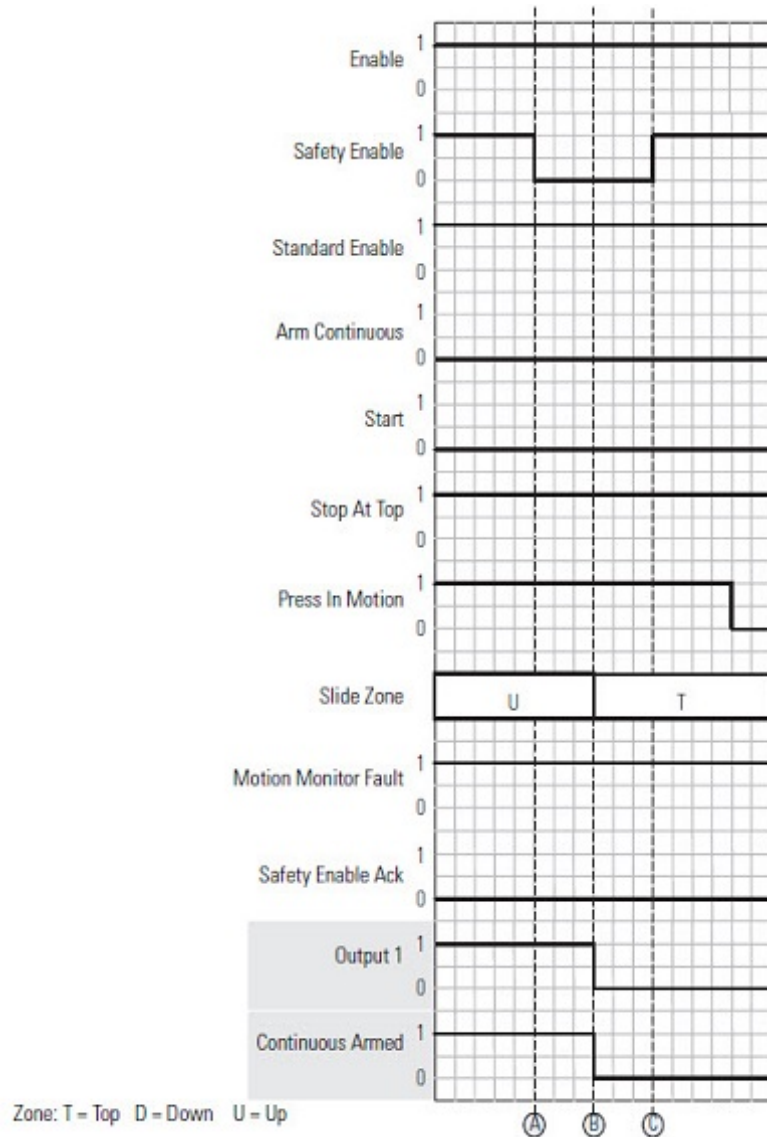 Enable 1
0
Safety Enable 1
0
Standard Enable 1
0
Arm Continuous 1
0
Start 1
0
Stop At Top 1
0
Press In Motion 1
0
Slide Zone U T
Motion Monitor Fault 1
0
Safety Enable Ack 1
0
Output 1 1
0
Continuous Armed 1
0
Zone: T = Top D = Down U = Up
A B C